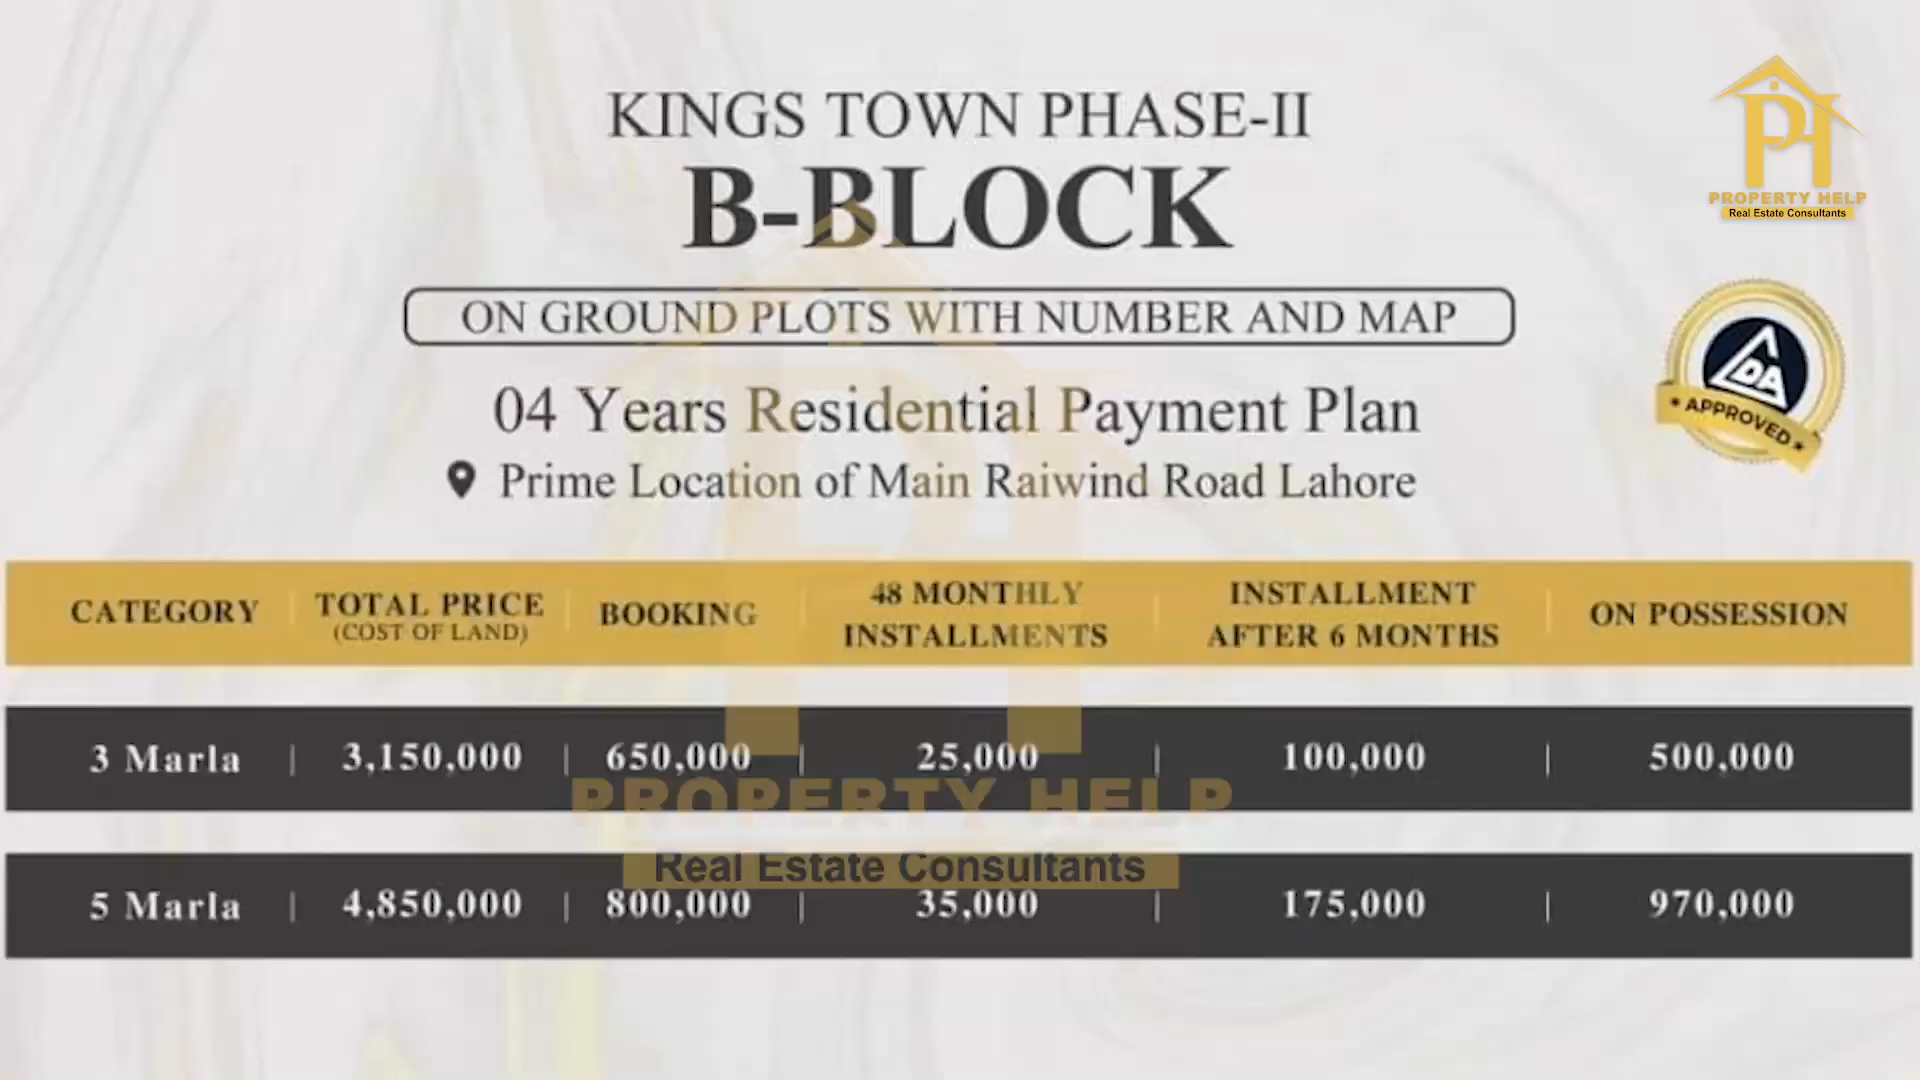 KINGS TOWN PHASE-II
B-BLOCK
ON GROUND PLOTS WITH NUMBER AND MAP
04 Years Residential Payment Plan
Prime Location of Main Raiwind Road Lahore
PH
PROPERTY HELP
Real Estate Consultants
LDA
APPROVED
CATEGORY TOTAL PRICE (COST OF LAND) BOOKING 48 MONTHLY INSTALLMENTS INSTALLMENT AFTER 6 MONTHS ON POSSESSION
3 Marla | 3,150,000 | 650,000 | 25,000 | 100,000 | 500,000
PROPERTY HELP
Real Estate Consultants
5 Marla | 4,850,000 | 800,000 | 35,000 | 175,000 | 970,000